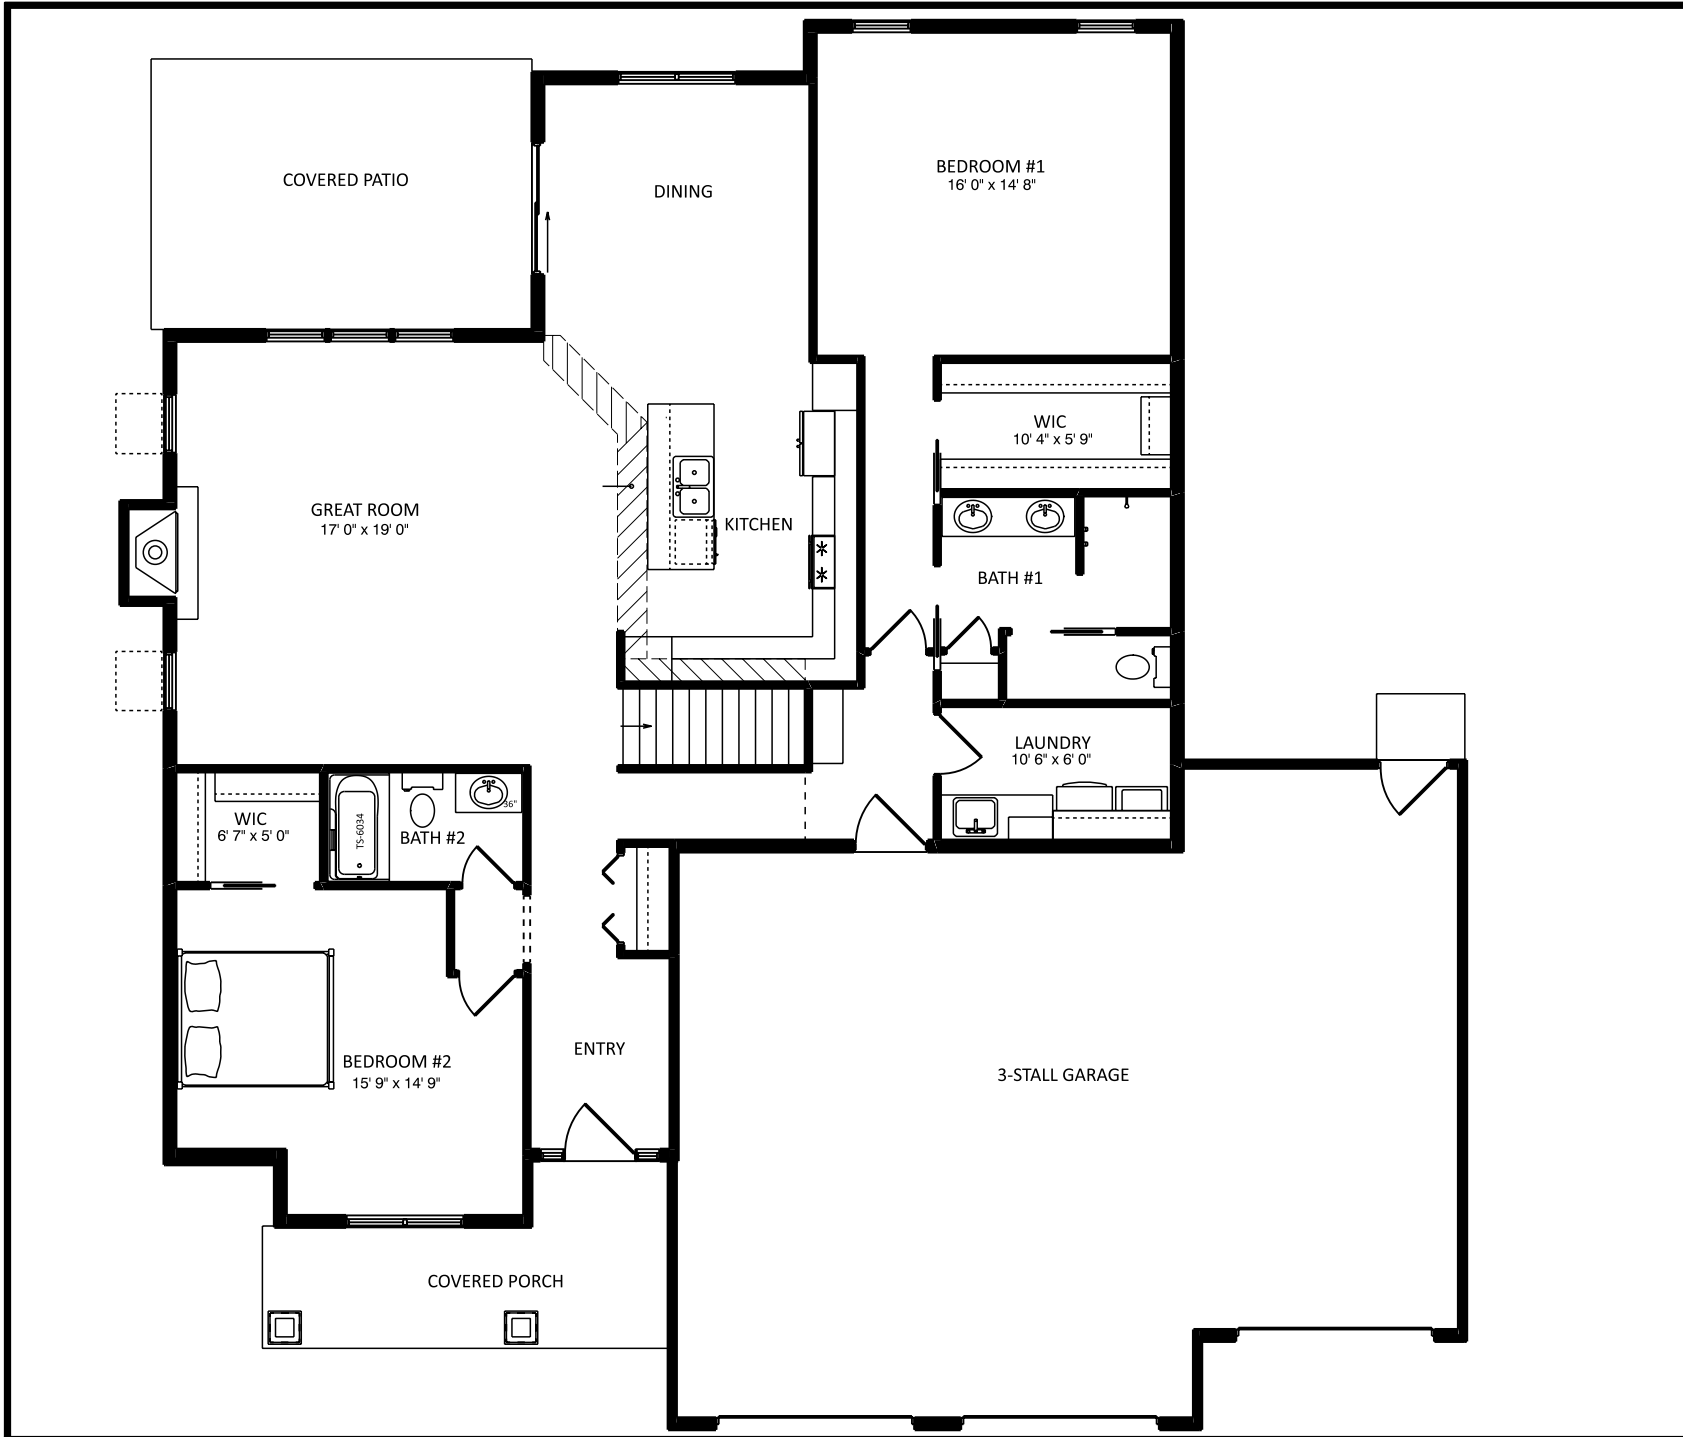 COVERED PATIO
DINING
BEDROOM #1
16' 0" x 14' 8"
WIC
10' 4" x 5' 9"
GREAT ROOM
17' 0" x 19' 0"
KITCHEN
BATH #1
LAUNDRY
10' 6" x 6' 0"
WIC
6' 7" x 5' 0"
TS-6034
36"
BATH #2
ENTRY
BEDROOM #2
15' 9" x 14' 9"
3-STALL GARAGE
COVERED PORCH